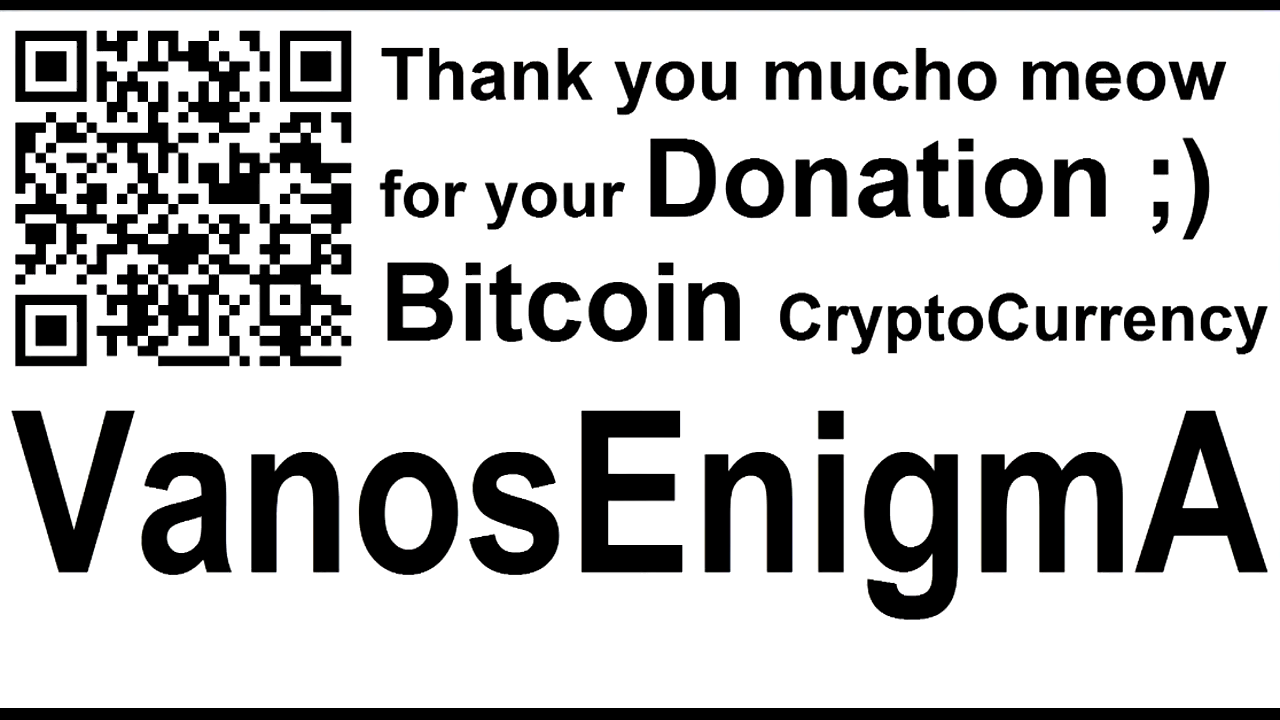 Thank you mucho meow
for your Donation ;)
Bitcoin CryptoCurrency
VanosEnigmA